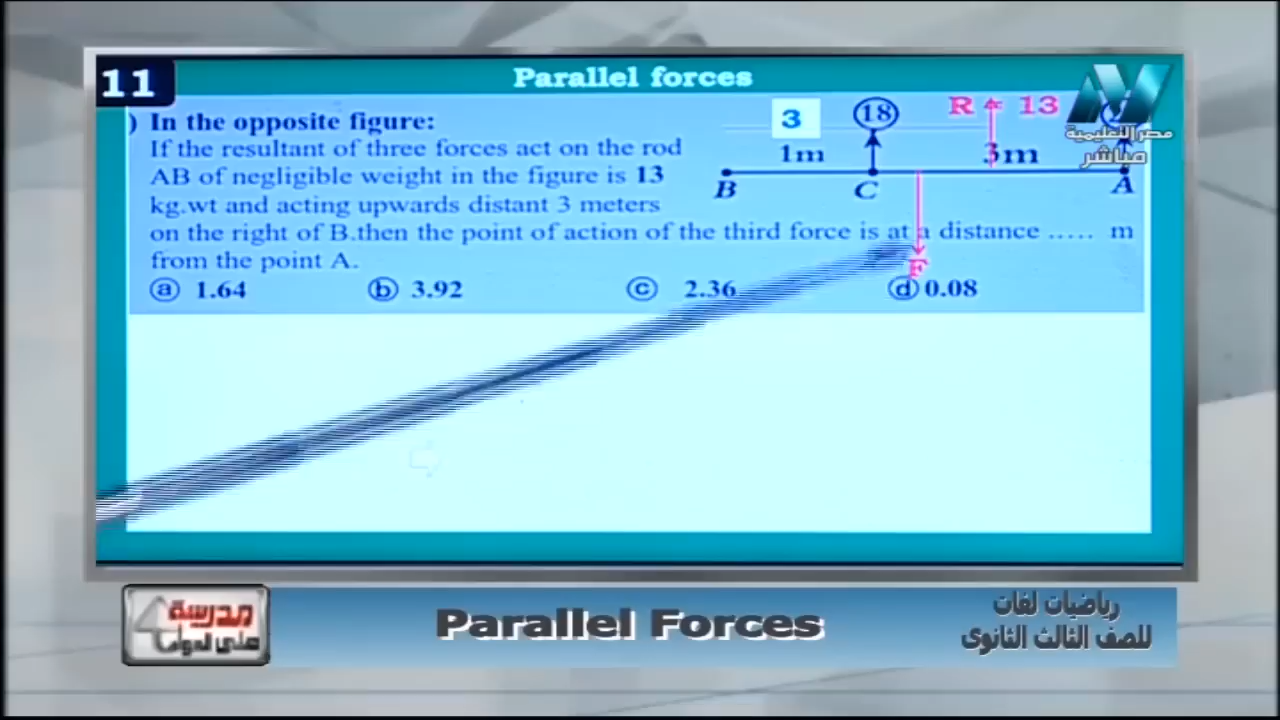 11
Parallel forces
) In the opposite figure:
If the resultant of three forces act on the rod
AB of negligible weight in the figure is 13
kg.wt and acting upwards distant 3 meters
on the right of B.then the point of action of the third force is at a distance ..... m
from the point A.
ⓐ 1.64 ⓑ 3.92 ⓒ 2.36 ⓓ 0.08
3 18 R = 13
1m 3m
B C A
F
مصر التعليمية
مباشر
مدرسة
على الهواء
Parallel Forces
رياضيات لغات
للصف الثالث الثانوى